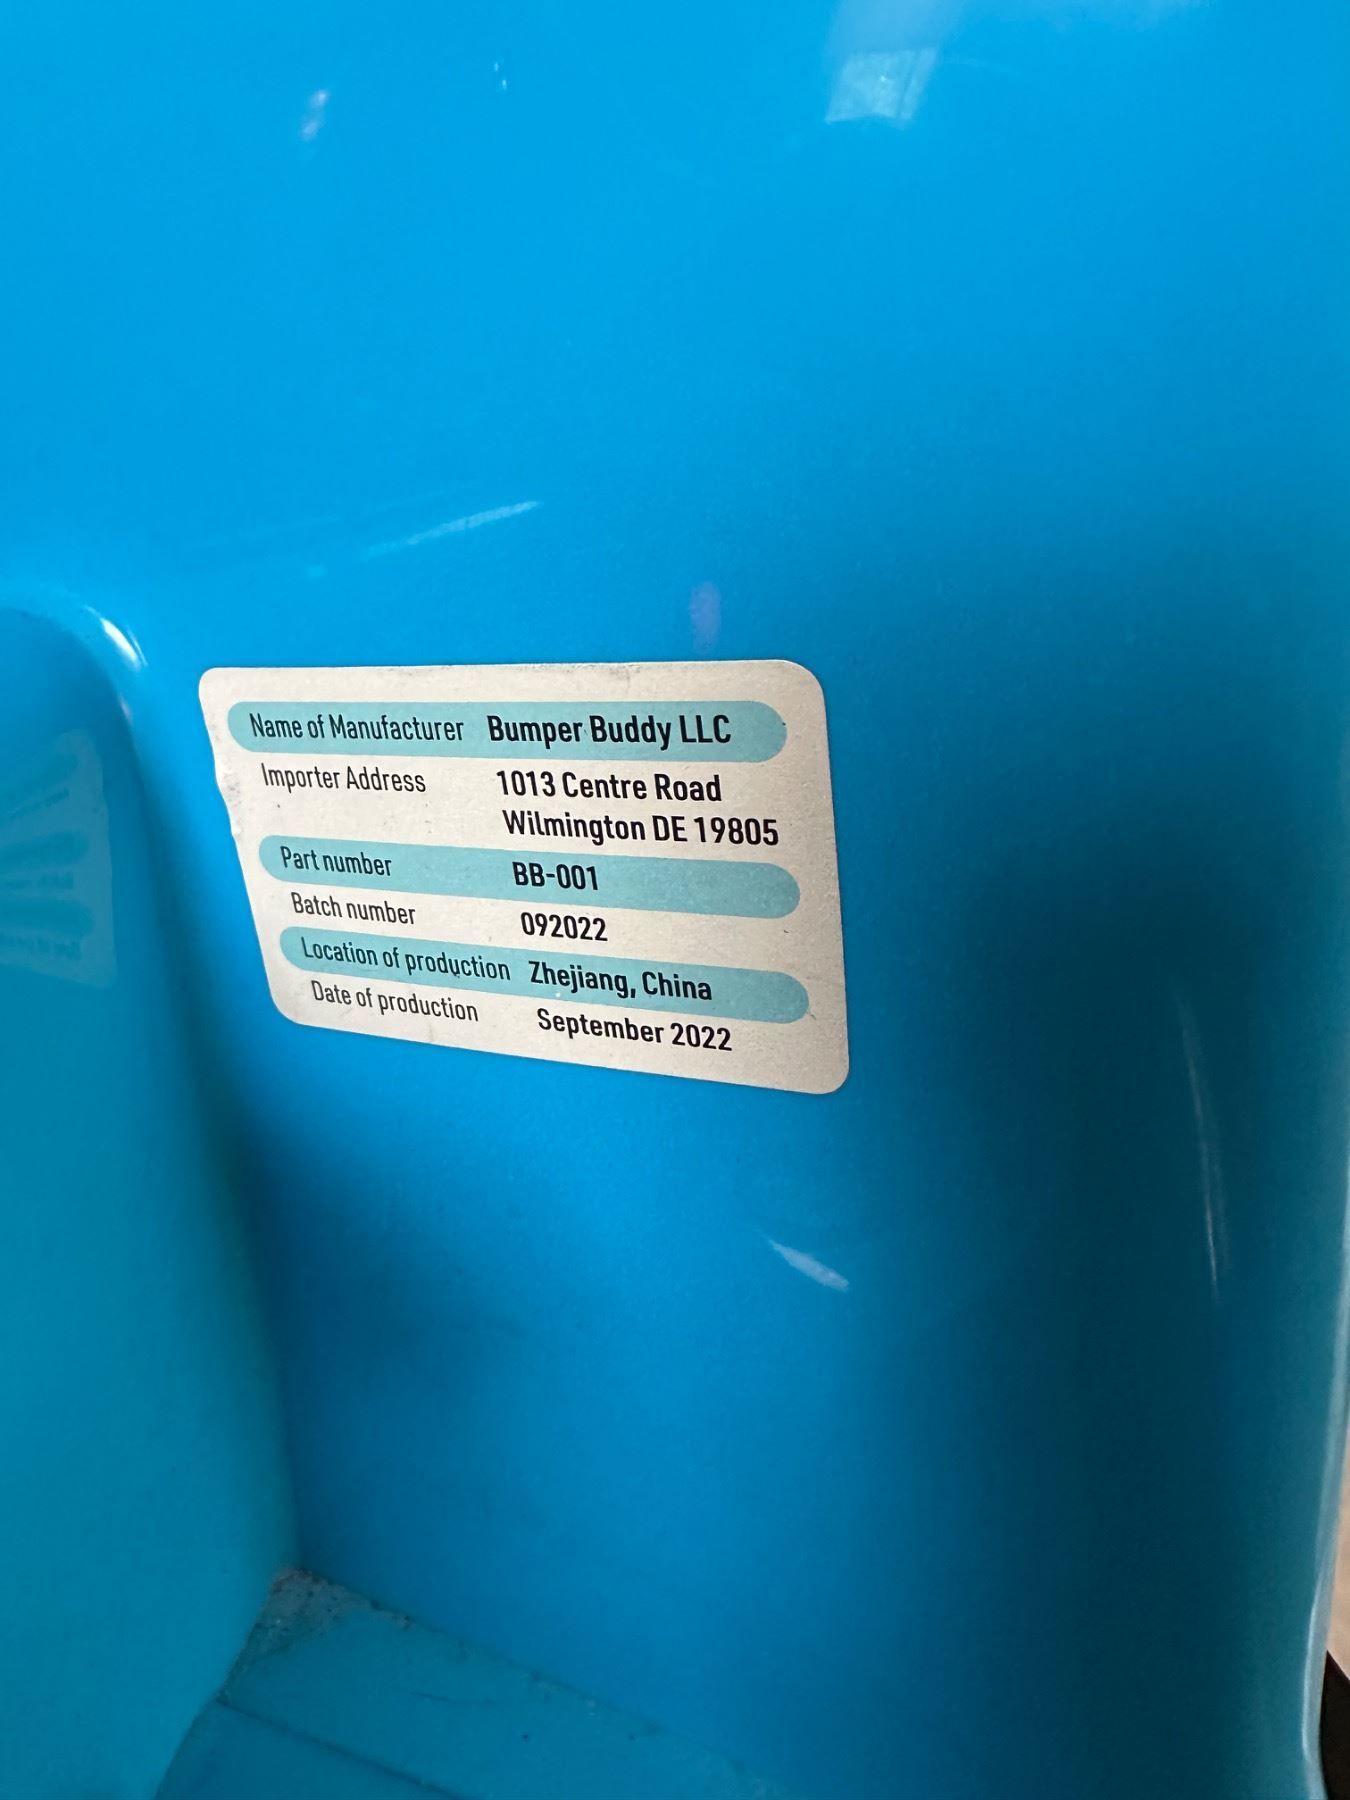 Name of Manufacturer Bumper Buddy LLC
Importer Address 1013 Centre Road
Wilmington DE 19805
Part number BB-001
Batch number 092022
Location of production Zhejiang, China
Date of production September 2022